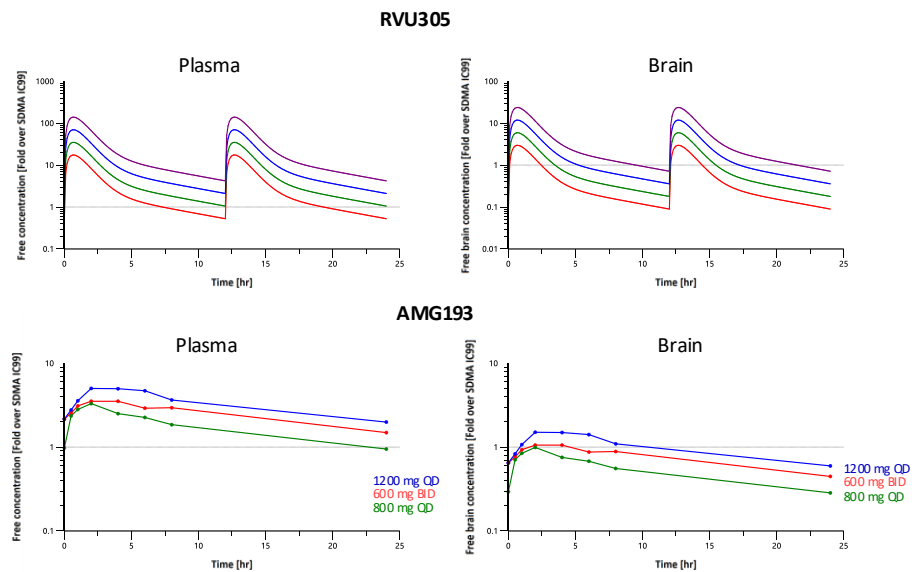 RVU305
Plasma
Free concentration [Fold over SDMA IC99]
1000
100
10
1
0.1
0
5
10
15
20
25
Time [hr]
Brain
Free brain concentration [Fold over SDMA IC99]
100
10
1
0.1
0.01
0
5
10
15
20
25
Time [hr]
AMG193
Plasma
Free concentration [Fold over SDMA IC99]
10
1
0.1
1200 mg QD
600 mg BID
800 mg QD
0
5
10
15
20
25
Time [hr]
Brain
Free brain concentration [Fold over SDMA IC99]
10
1
0.1
1200 mg QD
600 mg BID
800 mg QD
0
5
10
15
20
25
Time [hr]